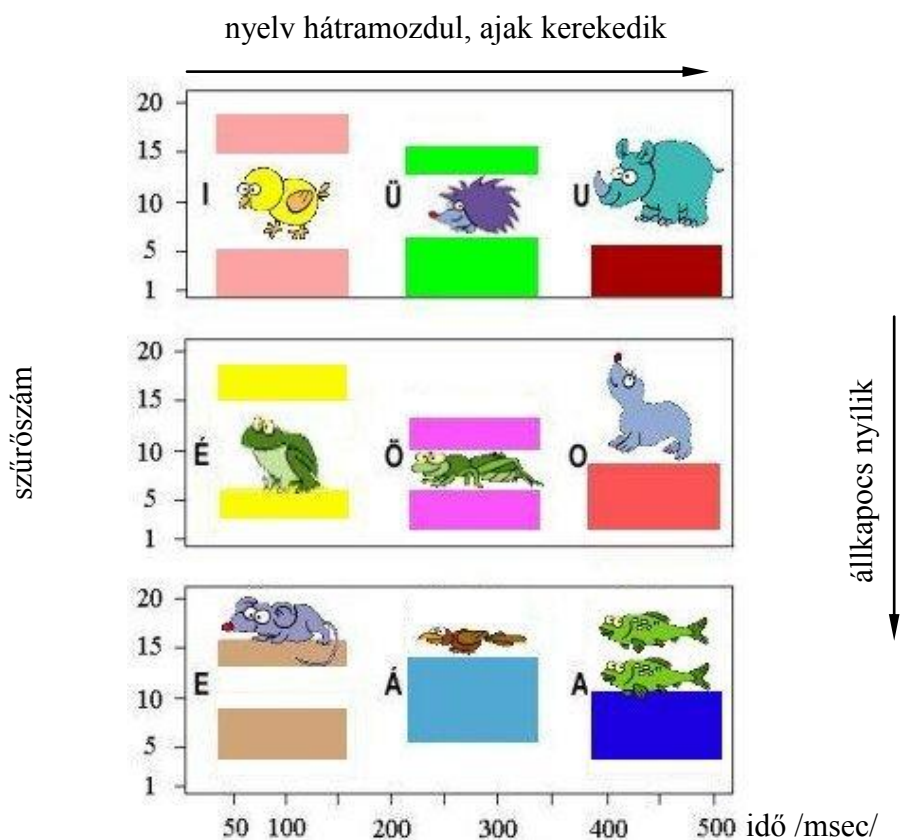 nyelv hátramozdul, ajak kerekedik
20
15
10
5
1
I
Ü
U
szűrőszám
20
15
10
5
1
É
Ö
O
állkapocs nyílik
20
15
10
5
1
E
Á
A
50 100 200 300 400 500 idő /msec/